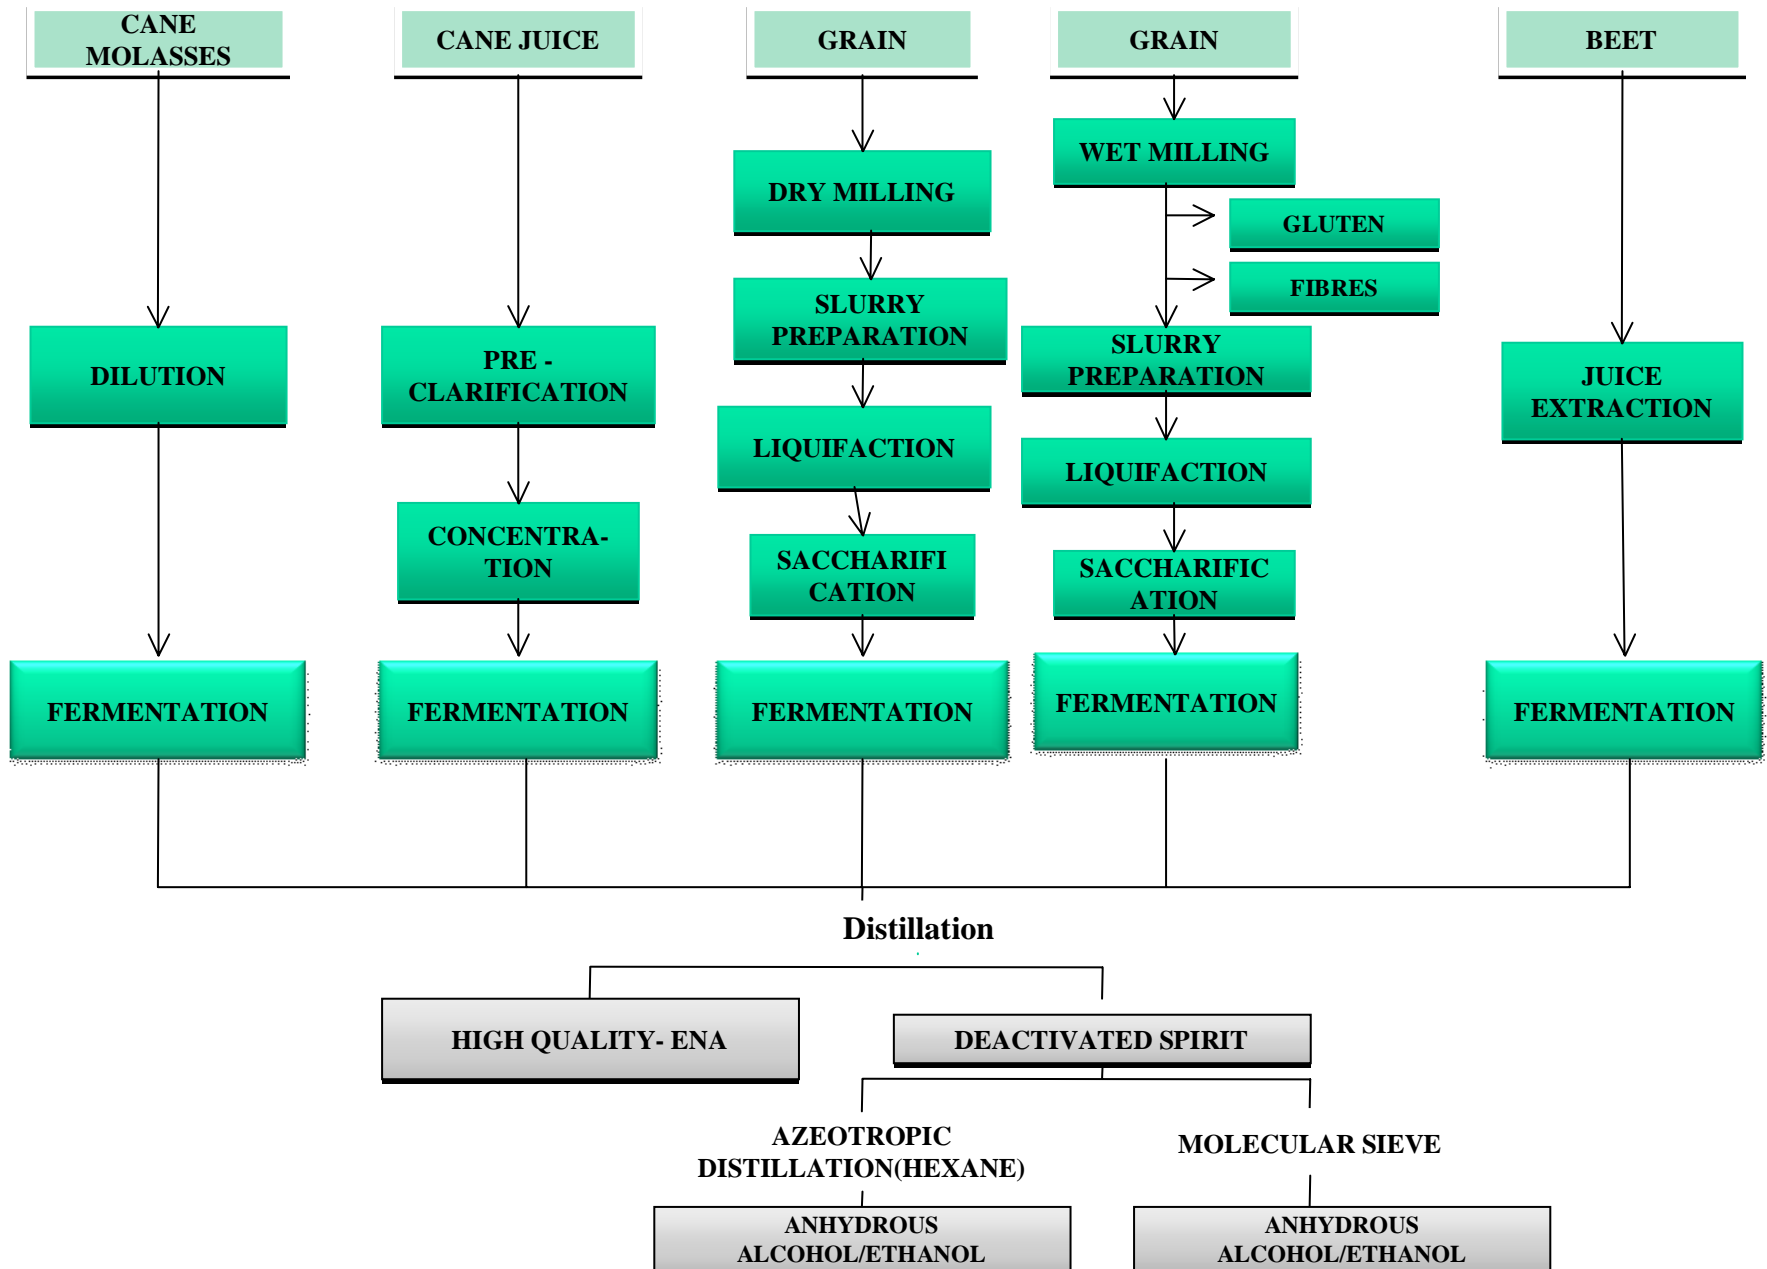 CANE
MOLASSES
CANE JUICE
GRAIN
GRAIN
BEET
WET MILLING
DRY MILLING
GLUTEN
FIBRES
SLURRY
PREPARATION
SLURRY
PREPARATION
DILUTION
PRE -
CLARIFICATION
JUICE
EXTRACTION
LIQUIFACTION
LIQUIFACTION
CONCENTRA-
TION
SACCHARIFI
CATION
SACCHARIFIC
ATION
FERMENTATION
FERMENTATION
FERMENTATION
FERMENTATION
FERMENTATION
Distillation
HIGH QUALITY- ENA
DEACTIVATED SPIRIT
AZEOTROPIC
DISTILLATION(HEXANE)
MOLECULAR SIEVE
ANHYDROUS
ALCOHOL/ETHANOL
ANHYDROUS
ALCOHOL/ETHANOL